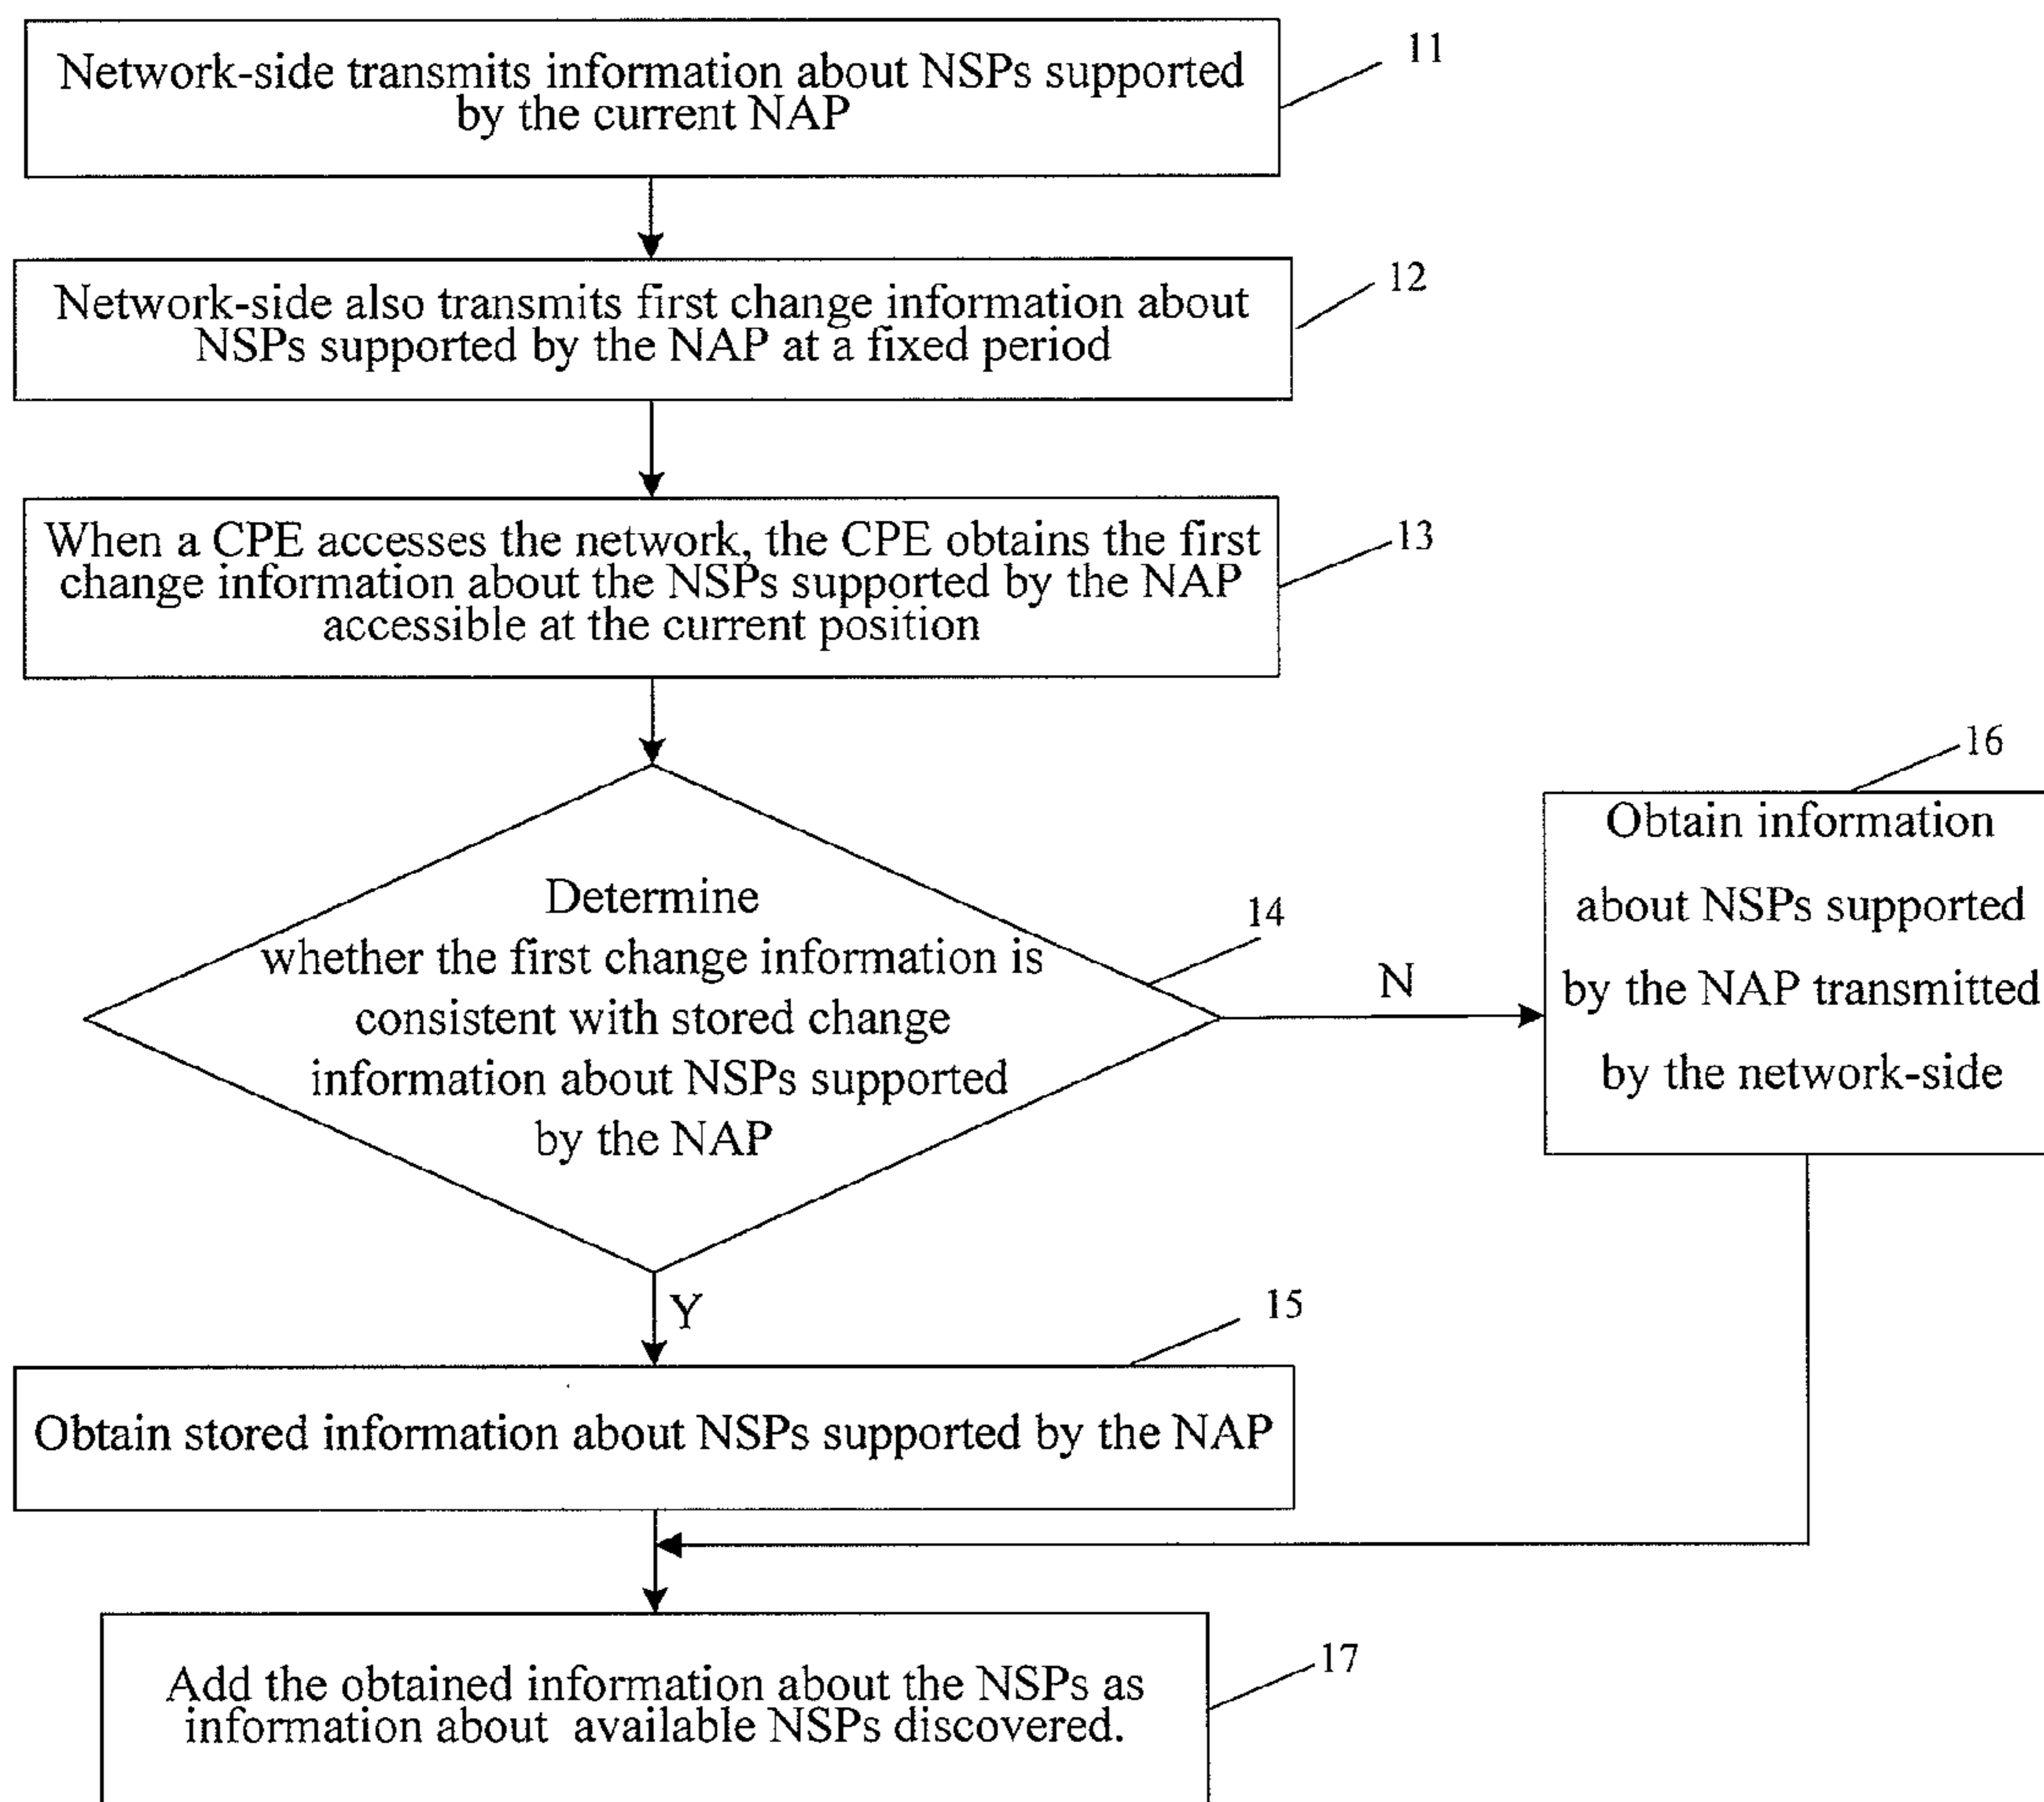 Network-side transmits information about NSPs supported
by the current NAP
11
Network-side also transmits first change information about
NSPs supported by the NAP at a fixed period
12
When a CPE accesses the network, the CPE obtains the first
change information about the NSPs supported by the NAP
accessible at the current position
13
Determine
whether the first change information is
consistent with stored change
information about NSPs supported
by the NAP
14
N
16
Obtain information
about NSPs supported
by the NAP transmitted
by the network-side
Y
15
Obtain stored information about NSPs supported by the NAP
Add the obtained information about the NSPs as
information about available NSPs discovered.
17